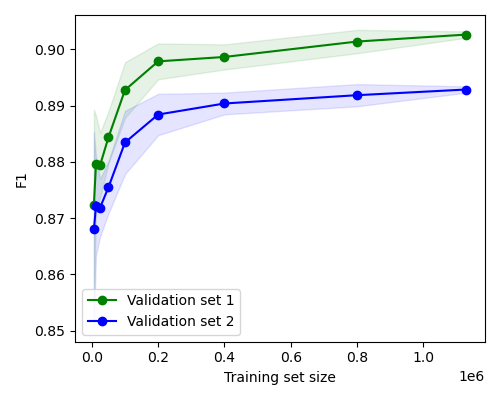 0.90
0.89
0.88
0.87
0.86
0.85
F1
Validation set 1
Validation set 2
0.0 0.2 0.4 0.6 0.8 1.0
1e6
Training set size